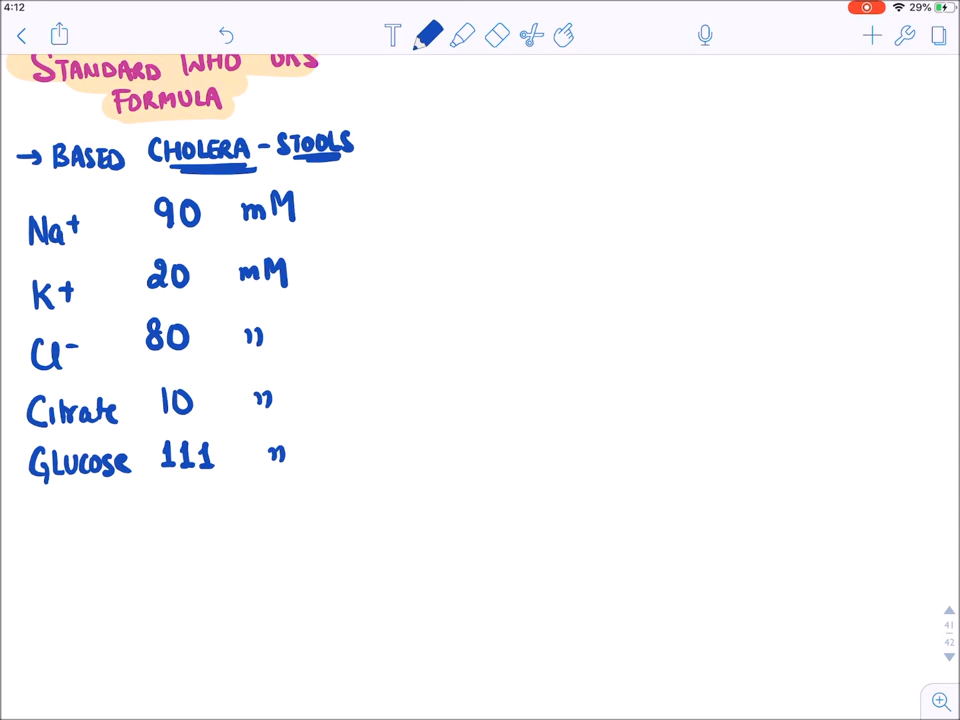 4:12
29%
T
STANDARD WHO ORS
FORMULA
→ BASED CHOLERA - STOOLS
Na+ 90 mM
K+ 20 mM
Cl- 80 "
Citrate 10 "
GLUCOSE 111 "
41
42